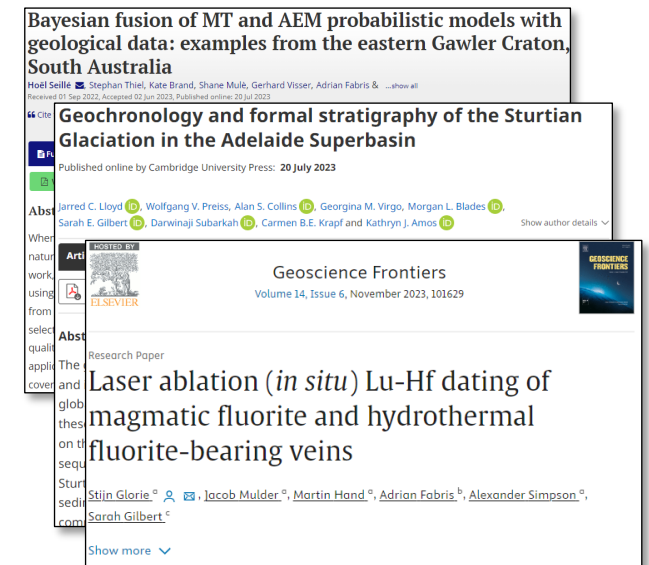 Bayesian fusion of MT and AEM probabilistic models with
geological data: examples from the eastern Gawler Craton,
South Australia
Hoël Seillé, Stephan Thiel, Kate Brand, Shane Mulè, Gerhard Visser, Adrian Fabris & ...show all
Received 01 Sep 2022, Accepted 02 Jun 2023, Published online: 20 Jul 2023
Cite
Geochronology and formal stratigraphy of the Sturtian
Glaciation in the Adelaide Superbasin
Published online by Cambridge University Press: 20 July 2023
Jarred C. Lloyd iD, Wolfgang V. Preiss, Alan S. Collins iD, Georgina M. Virgo, Morgan L. Blades iD,
Sarah E. Gilbert iD, Darwinaji Subarkah iD, Carmen B.E. Krapf and Kathryn J. Amos iD
Show author details
Abst
When
natur
work,
using
from
select
qualit
applic
cover
Arti
Abst
The
and
glob
thes
on th
sequ
Sturt
sedi
com
HOSTED BY
ELSEVIER
Geoscience Frontiers
Volume 14, Issue 6, November 2023, 101629
GEOSCIENCE
FRONTIERS
Research Paper
Laser ablation (in situ) Lu-Hf dating of
magmatic fluorite and hydrothermal
fluorite-bearing veins
Stijn Glorie a, Jacob Mulder a, Martin Hand a, Adrian Fabris b, Alexander Simpson a,
Sarah Gilbert c
Show more